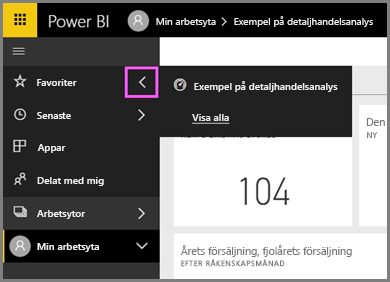 Power BI
Min arbetsyta > Exempel på detaljhandelsanalys
Favoriter
Exempel på detaljhandelsanalys
Visa alla
Senaste
Appar
Delat med mig
Arbetsytor
Min arbetsyta
Den
NY
104
Årets försäljning, fjolårets försäljning
EFTER RÄKENSKAPSMÅNAD